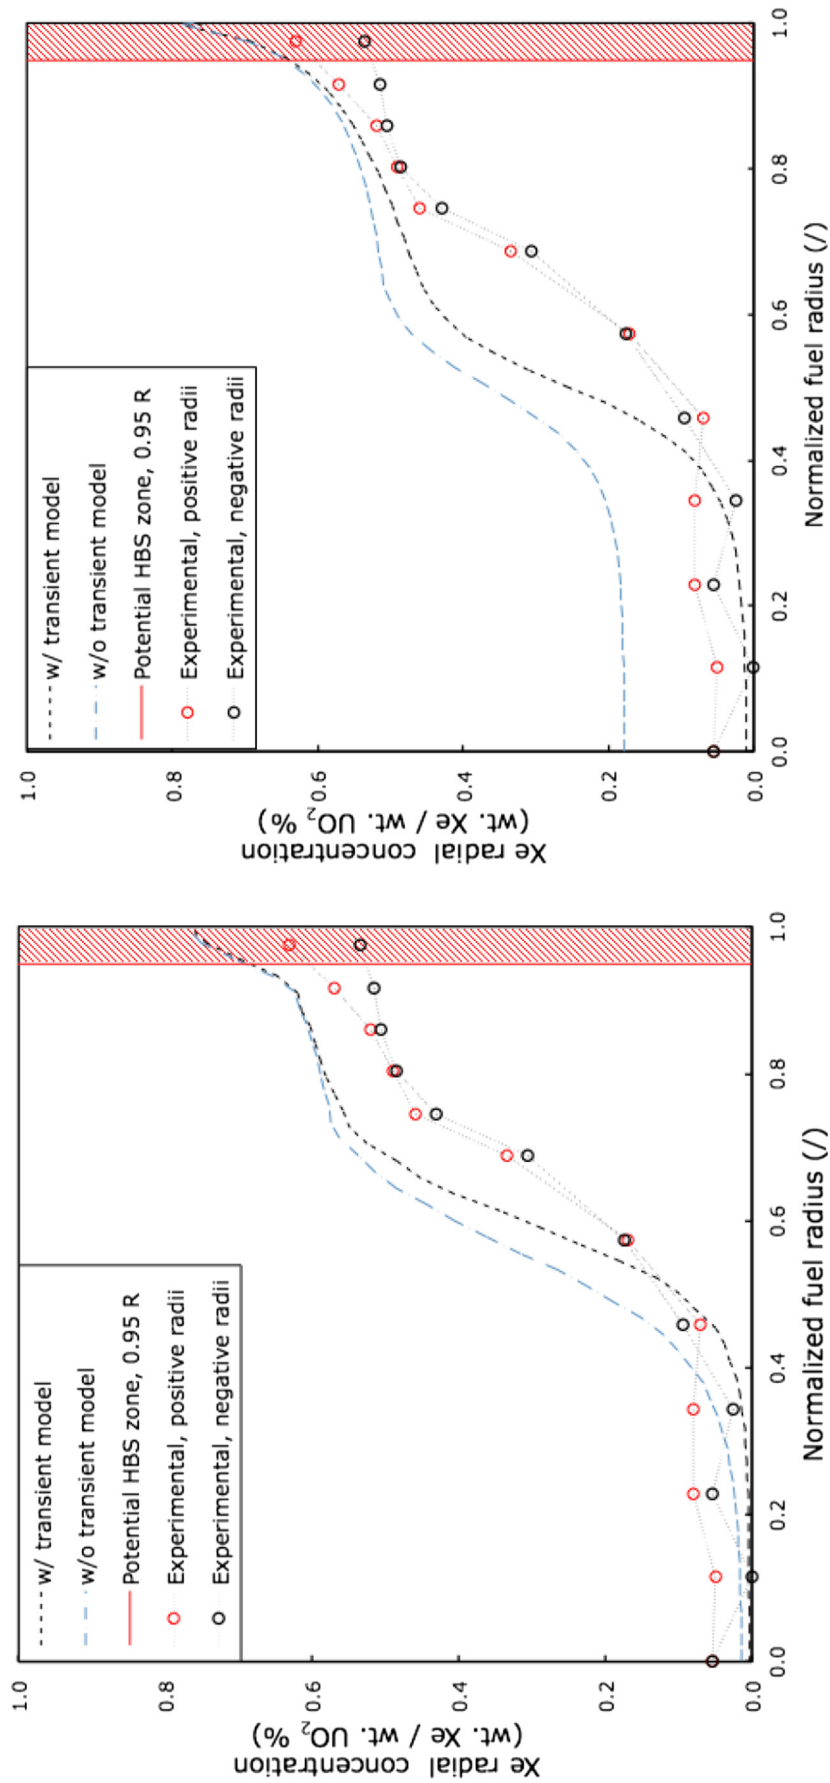 1.0
0.8
0.6
0.4
0.2
0.0
Xe radial concentration
(wt. Xe / wt. UO₂ %)
w/ transient model
w/o transient model
Potential HBS zone, 0.95 R
Experimental, positive radii
Experimental, negative radii
0.0
0.2
0.4
0.6
0.8
1.0
Normalized fuel radius (/)
1.0
0.8
0.6
0.4
0.2
0.0
Xe radial concentration
(wt. Xe / wt. UO₂ %)
w/ transient model
w/o transient model
Potential HBS zone, 0.95 R
Experimental, positive radii
Experimental, negative radii
0.0
0.2
0.4
0.6
0.8
1.0
Normalized fuel radius (/)